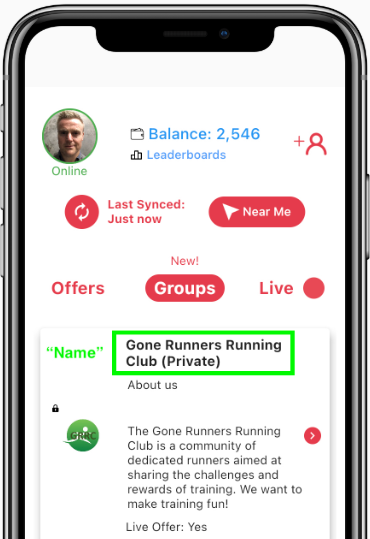 Balance: 2,546
Leaderboards
Online
Last Synced:
Just now
Near Me
New!
Offers
Groups
Live
“Name”
Gone Runners Running
Club (Private)
About us
GRRC
The Gone Runners Running
Club is a community of
dedicated runners aimed at
sharing the challenges and
rewards of training. We want to
make training fun!
Live Offer: Yes